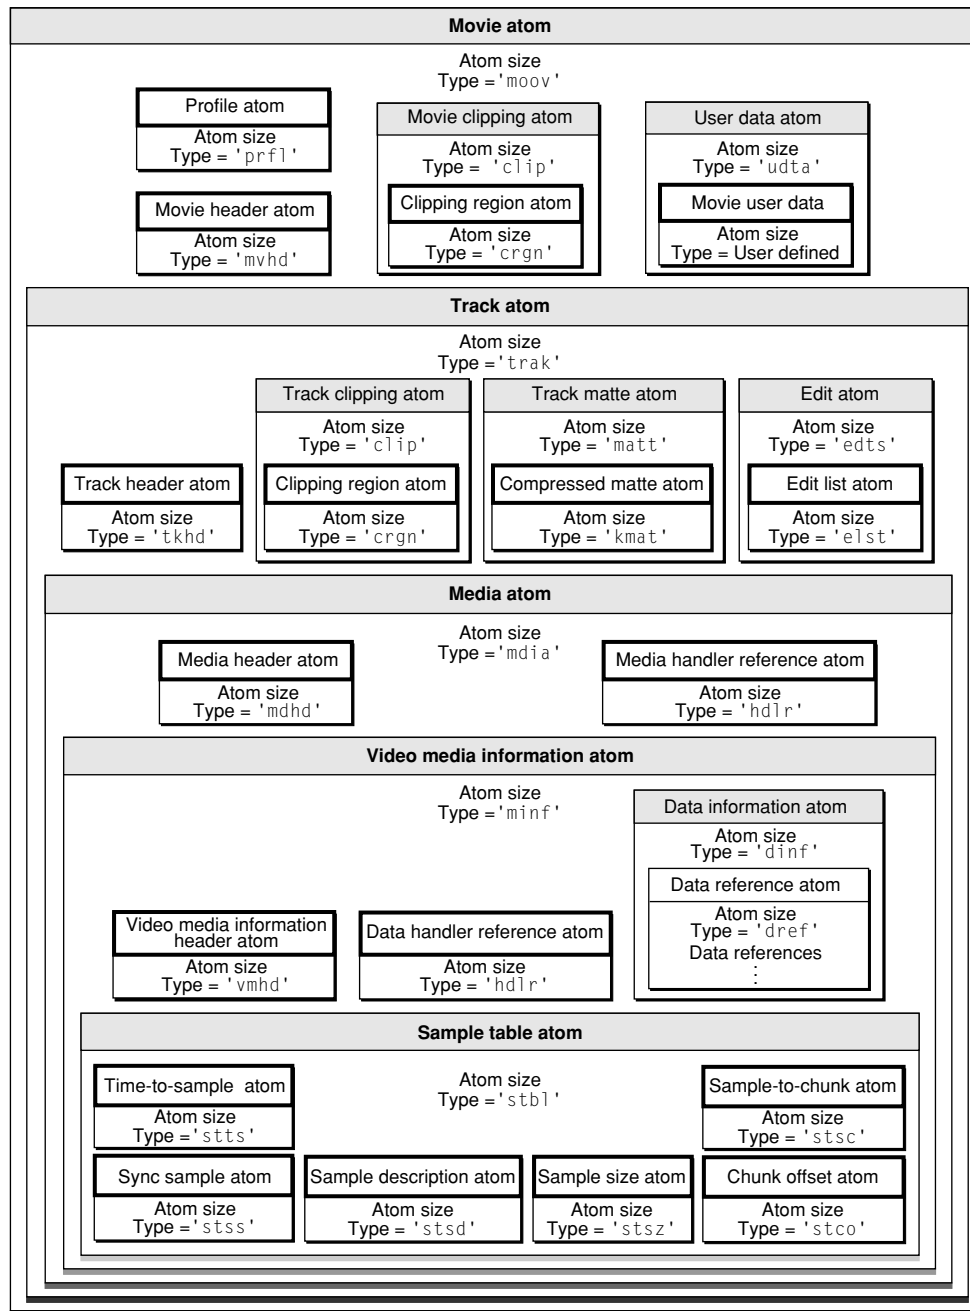 Movie atom
Atom size
Type ='moov'
Profile atom
Atom size
Type = 'prfl'
Movie header atom
Atom size
Type = 'mvhd'
Movie clipping atom
Atom size
Type = 'clip'
Clipping region atom
Atom size
Type = 'crgn'
User data atom
Atom size
Type = 'udta'
Movie user data
Atom size
Type = User defined
Track atom
Atom size
Type ='trak'
Track header atom
Atom size
Type = 'tkhd'
Track clipping atom
Atom size
Type = 'clip'
Clipping region atom
Atom size
Type = 'crgn'
Track matte atom
Atom size
Type = 'matt'
Compressed matte atom
Atom size
Type = 'kmat'
Edit atom
Atom size
Type = 'edts'
Edit list atom
Atom size
Type = 'elst'
Media atom
Atom size
Type ='mdia'
Media header atom
Atom size
Type = 'mdhd'
Media handler reference atom
Atom size
Type = 'hdlr'
Video media information atom
Atom size
Type ='minf'
Video media information
header atom
Atom size
Type = 'vmhd'
Data handler reference atom
Atom size
Type = 'hdlr'
Data information atom
Atom size
Type = 'dinf'
Data reference atom
Atom size
Type = 'dref'
Data references
⋮
Sample table atom
Atom size
Type ='stbl'
Time-to-sample atom
Atom size
Type ='stts'
Sample-to-chunk atom
Atom size
Type = 'stsc'
Sync sample atom
Atom size
Type ='stss'
Sample description atom
Atom size
Type = 'stsd'
Sample size atom
Atom size
Type ='stsz'
Chunk offset atom
Atom size
Type = 'stco'